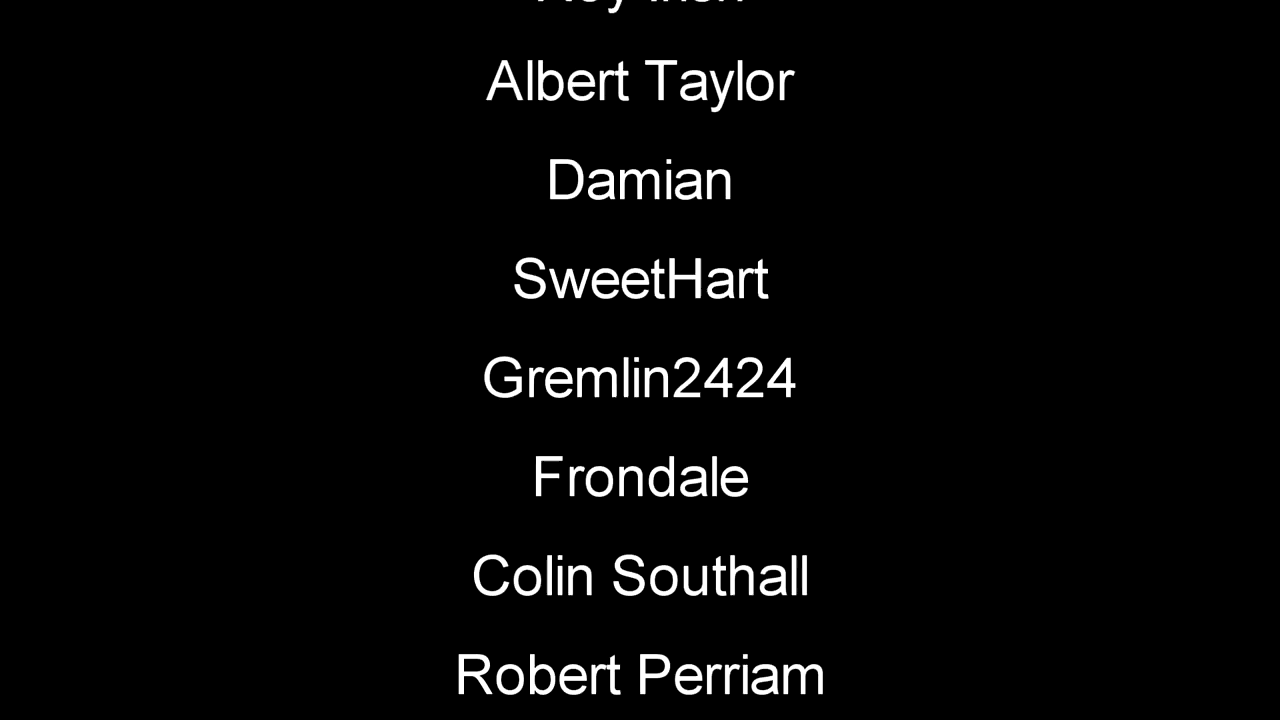 Albert Taylor
Damian
SweetHart
Gremlin2424
Frondale
Colin Southall
Robert Perriam